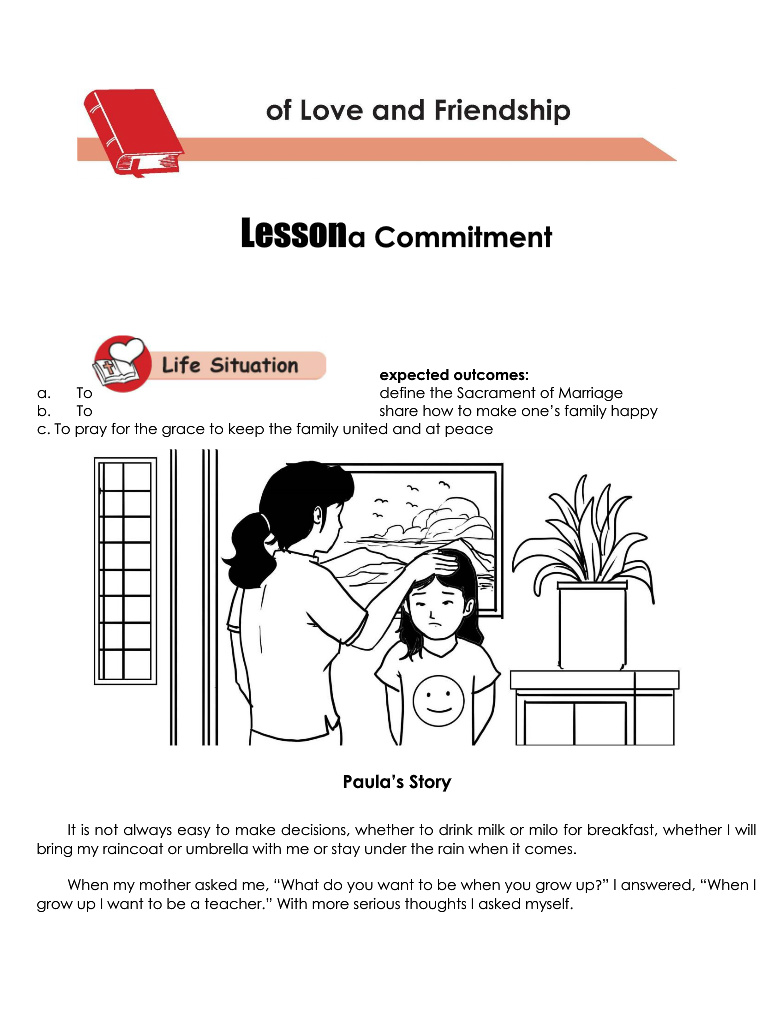 of Love and Friendship
Lesson a Commitment
Life Situation
expected outcomes:
a. To define the Sacrament of Marriage
b. To share how to make one’s family happy
c. To pray for the grace to keep the family united and at peace
Paula’s Story
It is not always easy to make decisions, whether to drink milk or milo for breakfast, whether I will
bring my raincoat or umbrella with me or stay under the rain when it comes.
When my mother asked me, “What do you want to be when you grow up?” I answered, “When I
grow up I want to be a teacher.” With more serious thoughts I asked myself.